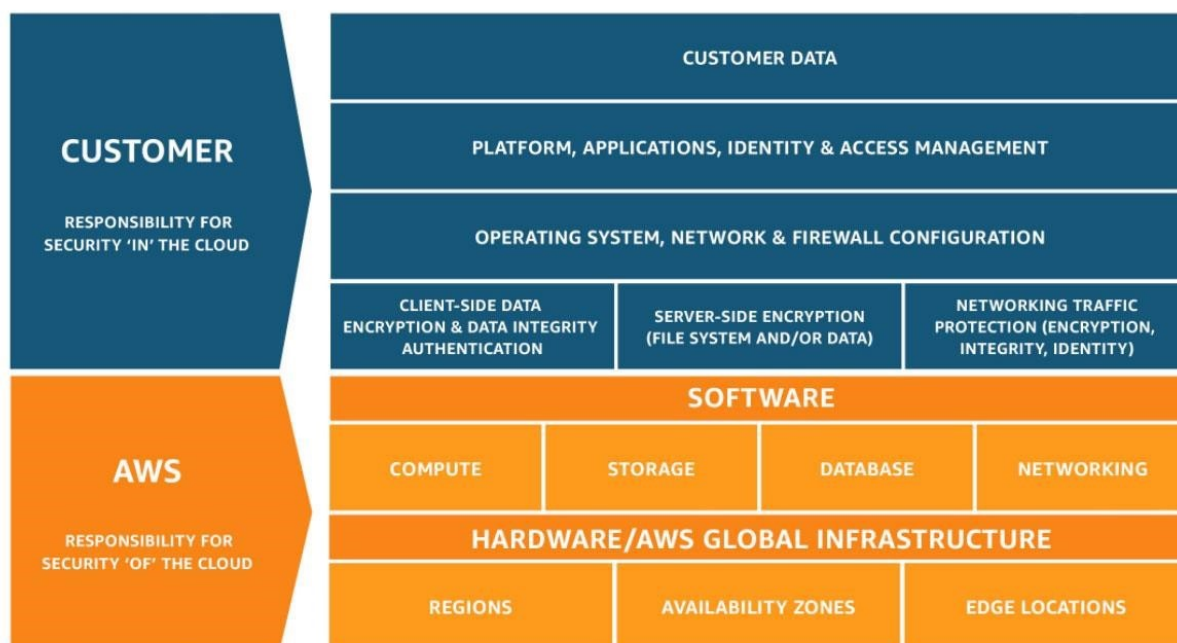 CUSTOMER
RESPONSIBILITY FOR
SECURITY ‘IN’ THE CLOUD
CUSTOMER DATA
PLATFORM, APPLICATIONS, IDENTITY & ACCESS MANAGEMENT
OPERATING SYSTEM, NETWORK & FIREWALL CONFIGURATION
CLIENT-SIDE DATA
ENCRYPTION & DATA INTEGRITY
AUTHENTICATION
SERVER-SIDE ENCRYPTION
(FILE SYSTEM AND/OR DATA)
NETWORKING TRAFFIC
PROTECTION (ENCRYPTION,
INTEGRITY, IDENTITY)
AWS
RESPONSIBILITY FOR
SECURITY ‘OF’ THE CLOUD
SOFTWARE
COMPUTE
STORAGE
DATABASE
NETWORKING
HARDWARE/AWS GLOBAL INFRASTRUCTURE
REGIONS
AVAILABILITY ZONES
EDGE LOCATIONS